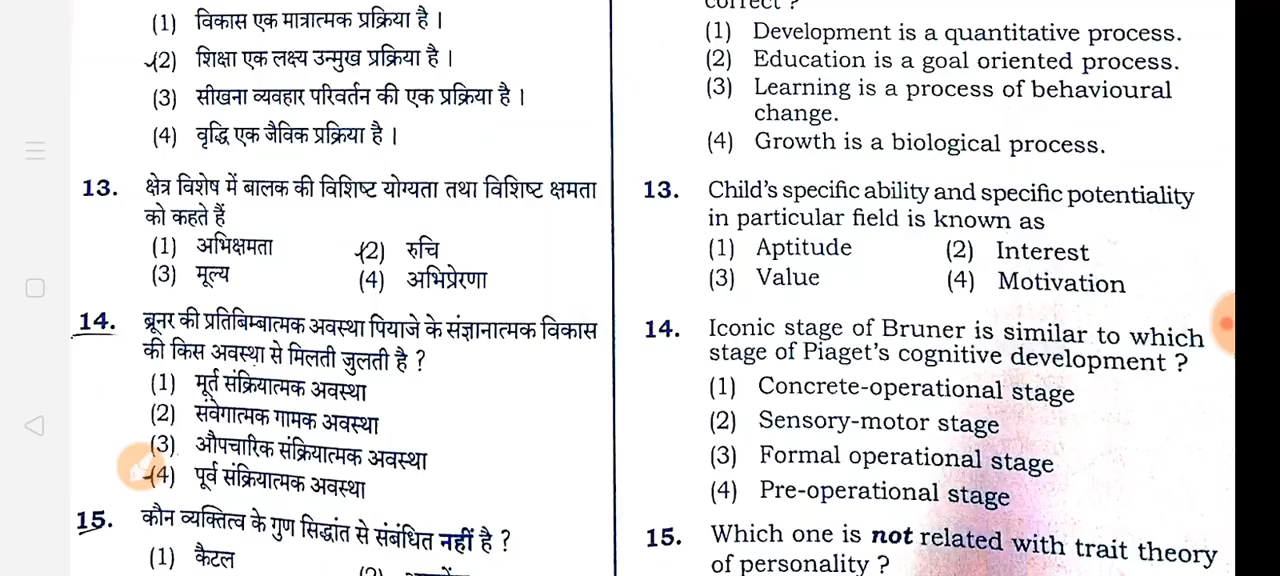 (1) विकास एक मात्रात्मक प्रक्रिया है ।
(2) शिक्षा एक लक्ष्य उन्मुख प्रक्रिया है ।
(3) सीखना व्यवहार परिवर्तन की एक प्रक्रिया है ।
(4) वृद्धि एक जैविक प्रक्रिया है ।
13. क्षेत्र विशेष में बालक की विशिष्ट योग्यता तथा विशिष्ट क्षमता
को कहते हैं
(1) अभिक्षमता (2) रुचि
(3) मूल्य (4) अभिप्रेरणा
14. ब्रूनर की प्रतिबिम्बात्मक अवस्था पियाजे के संज्ञानात्मक विकास
की किस अवस्था से मिलती जुलती है ?
(1) मूर्त संक्रियात्मक अवस्था
(2) संवेगात्मक गामक अवस्था
(3) औपचारिक संक्रियात्मक अवस्था
(4) पूर्व संक्रियात्मक अवस्था
15. कौन व्यक्तित्व के गुण सिद्धांत से संबंधित नहीं है ?
(1) कैटल
correct ?
(1) Development is a quantitative process.
(2) Education is a goal oriented process.
(3) Learning is a process of behavioural
change.
(4) Growth is a biological process.
13. Child's specific ability and specific potentiality
in particular field is known as
(1) Aptitude (2) Interest
(3) Value (4) Motivation
14. Iconic stage of Bruner is similar to which
stage of Piaget's cognitive development ?
(1) Concrete-operational stage
(2) Sensory-motor stage
(3) Formal operational stage
(4) Pre-operational stage
15. Which one is not related with trait theory
of personality ?